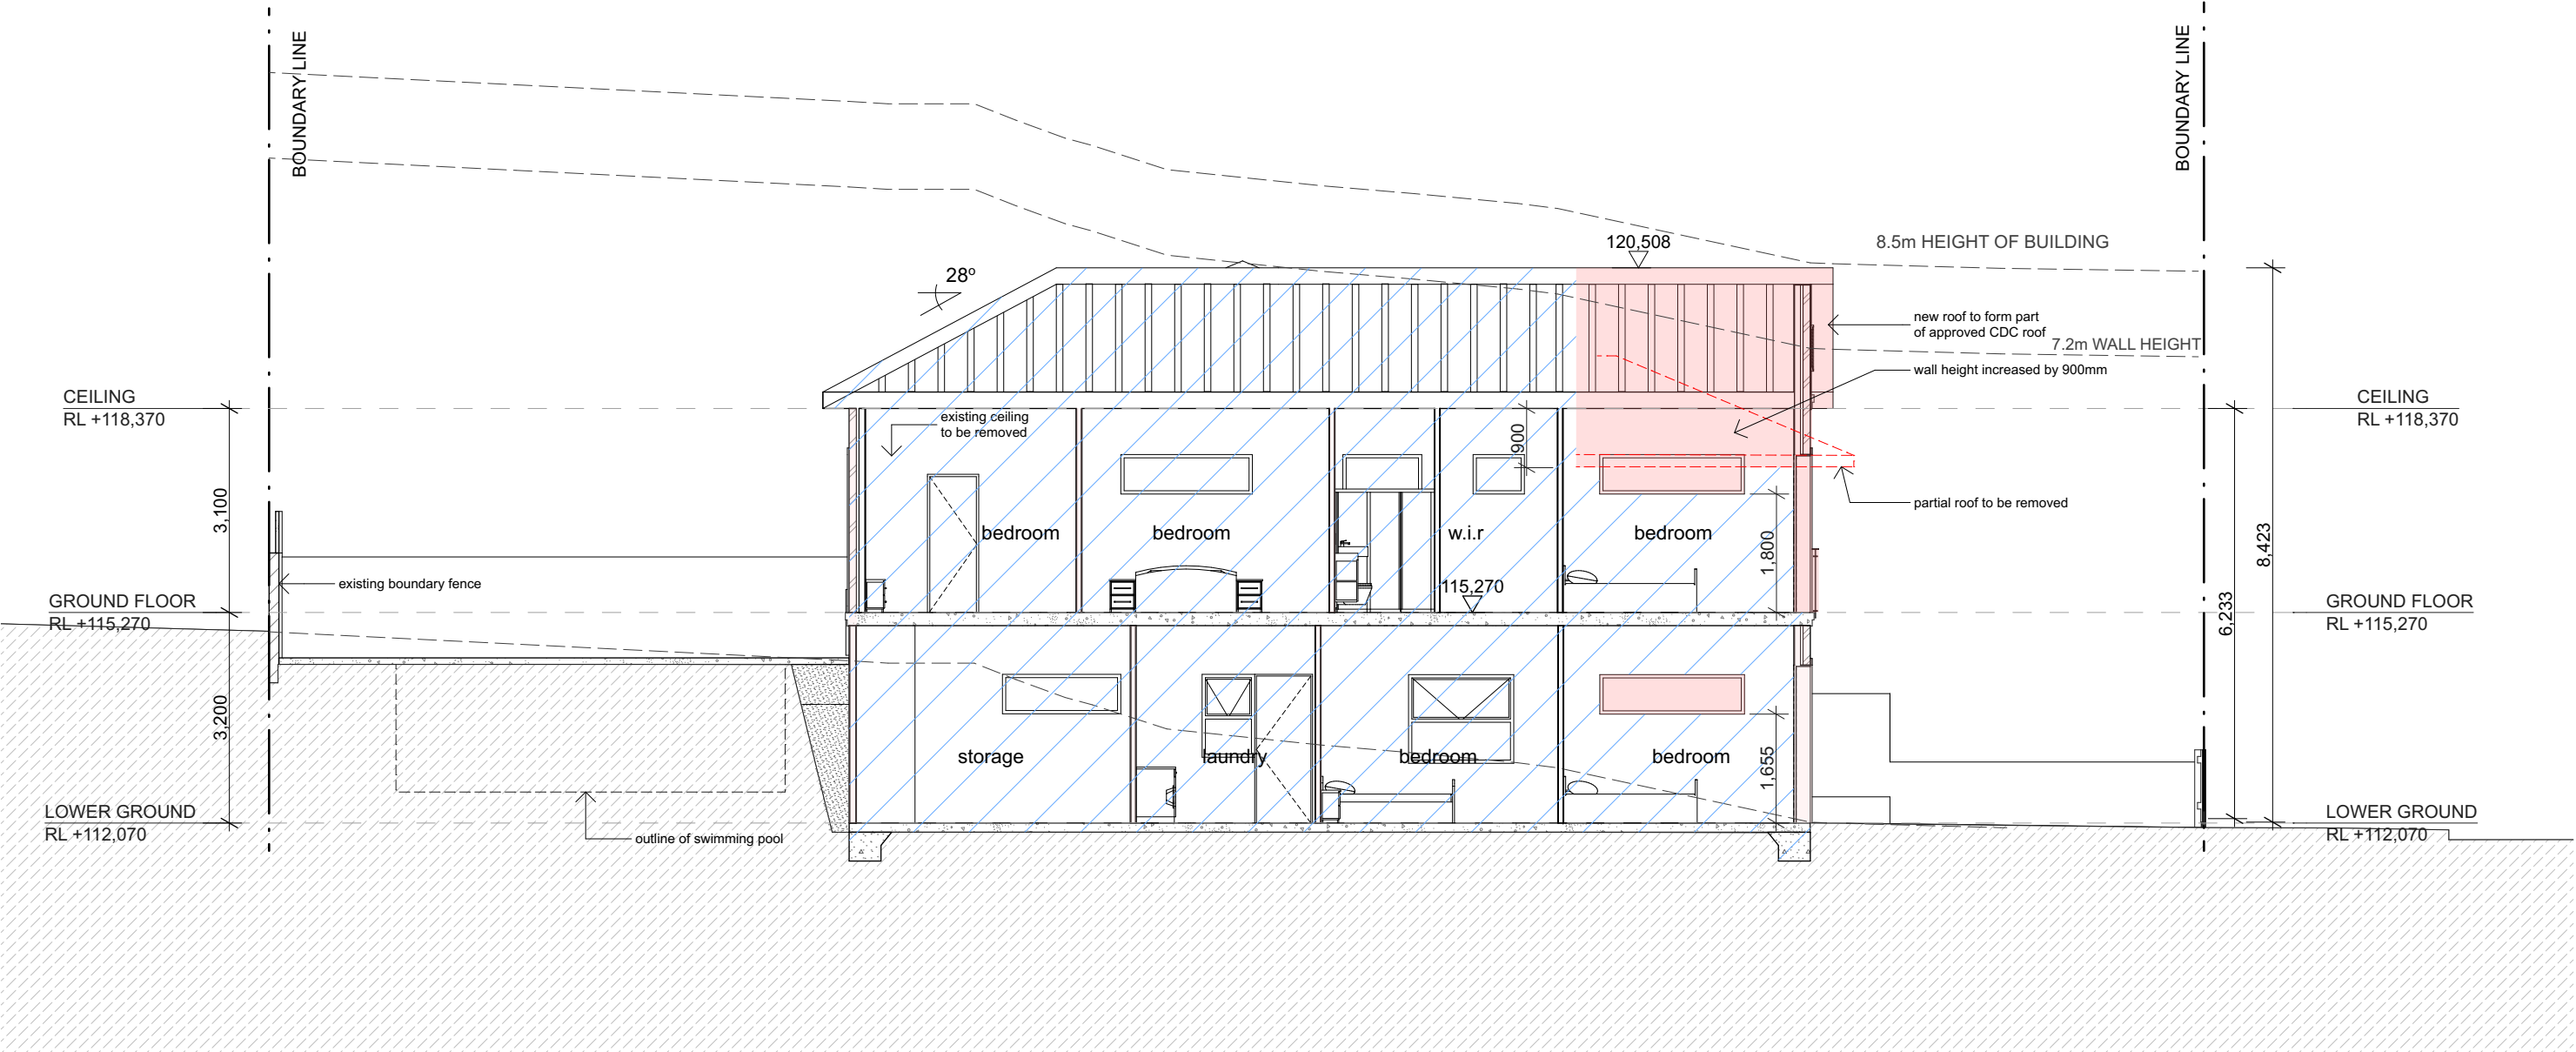 BOUNDARY LINE
BOUNDARY LINE
120,508
8.5m HEIGHT OF BUILDING
28º
new roof to form part
of approved CDC roof
7.2m WALL HEIGHT
wall height increased by 900mm
CEILING
RL +118,370
CEILING
RL +118,370
existing ceiling
to be removed
900
partial roof to be removed
3,100
bedroom
bedroom
w.i.r
bedroom
1,800
8,423
existing boundary fence
115,270
GROUND FLOOR
RL +115,270
GROUND FLOOR
RL +115,270
6,233
3,200
storage
laundry
bedroom
bedroom
1,655
LOWER GROUND
RL +112,070
outline of swimming pool
LOWER GROUND
RL +112,070